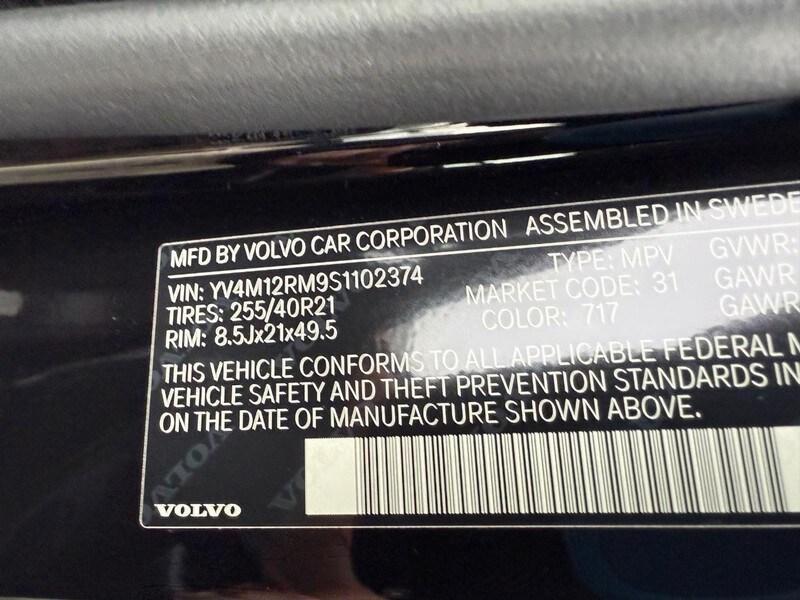 MFD BY VOLVO CAR CORPORATION ASSEMBLED IN SWEDE
VIN: YV4M12RM9S1102374 TYPE: MPV GVWR:
TIRES: 255/40R21 MARKET CODE: 31 GAWR
RIM: 8.5Jx21x49.5 COLOR: 717 GAWR
THIS VEHICLE CONFORMS TO ALL APPLICABLE FEDERAL M
VEHICLE SAFETY AND THEFT PREVENTION STANDARDS IN
ON THE DATE OF MANUFACTURE SHOWN ABOVE.
VOLVO